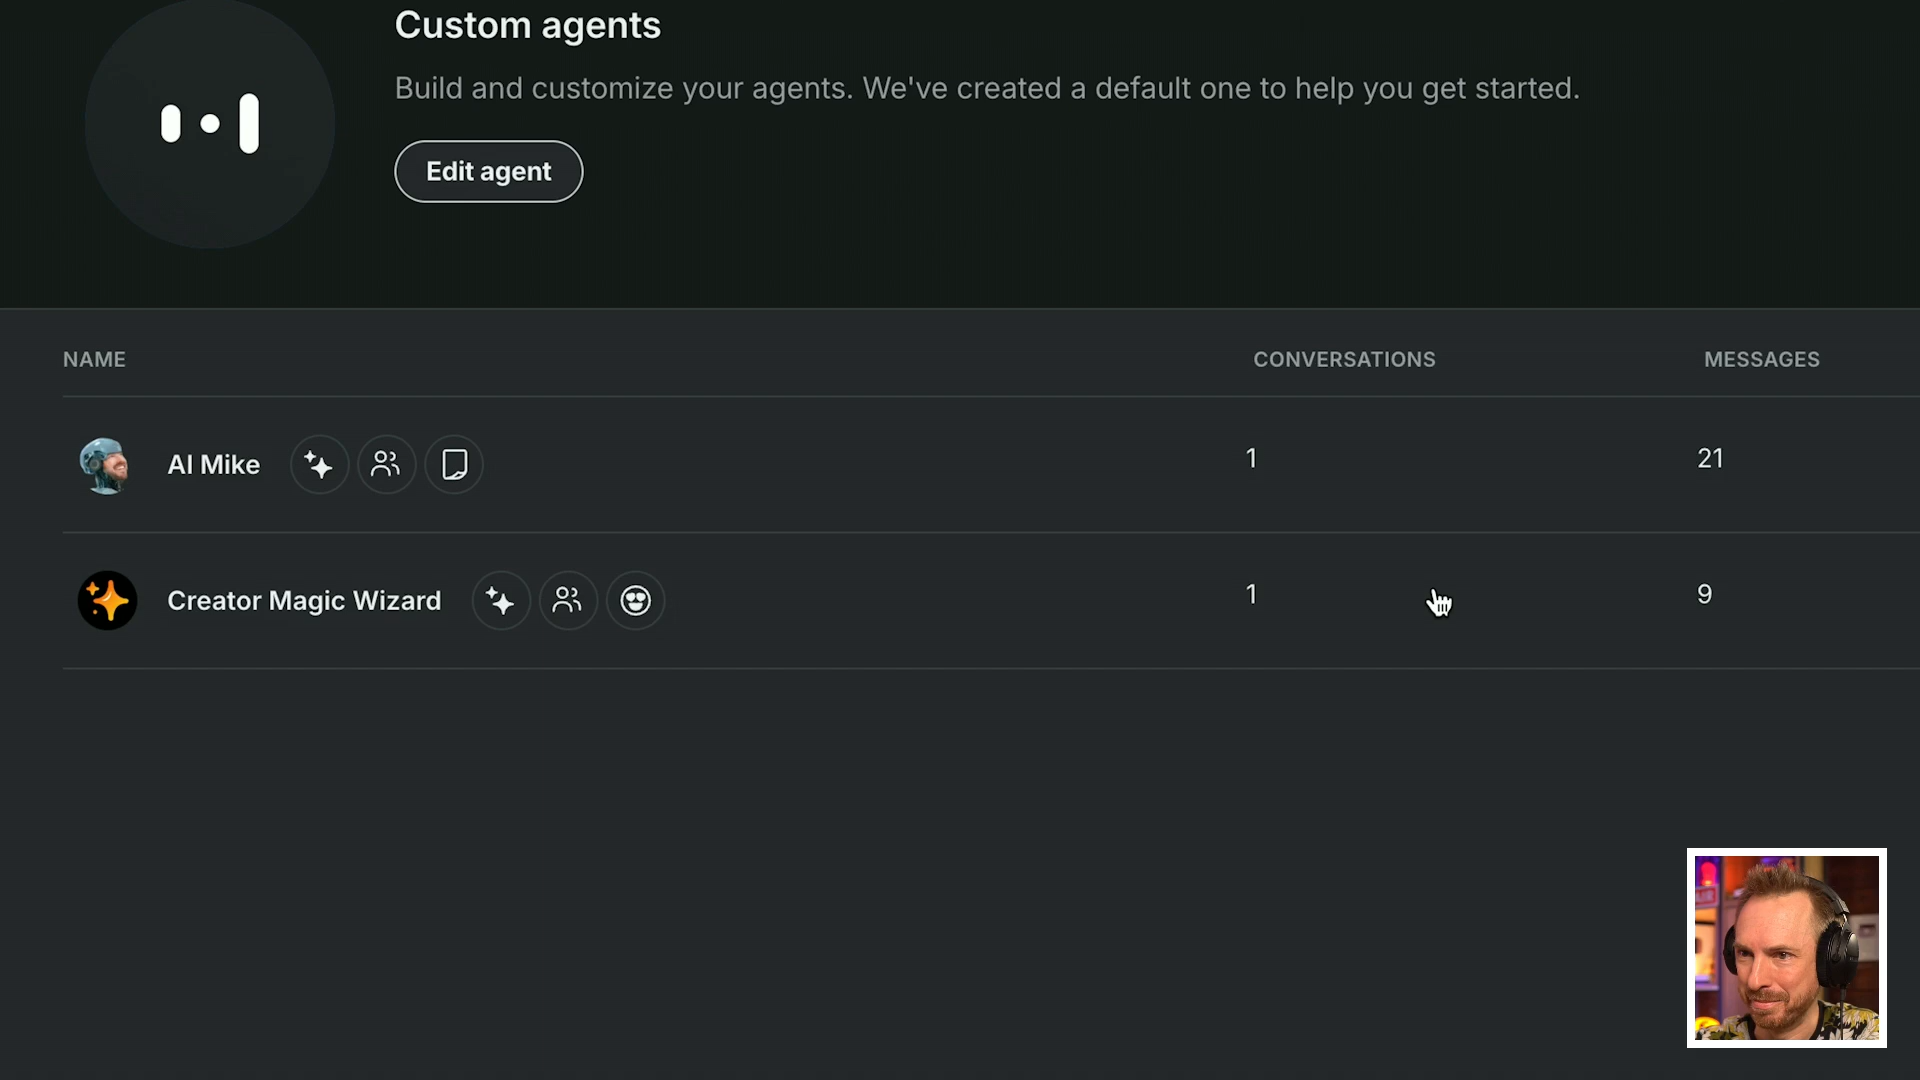 Custom agents
Build and customize your agents. We've created a default one to help you get started.
Edit agent
NAME CONVERSATIONS MESSAGES
AI Mike 1 21
Creator Magic Wizard 1 9